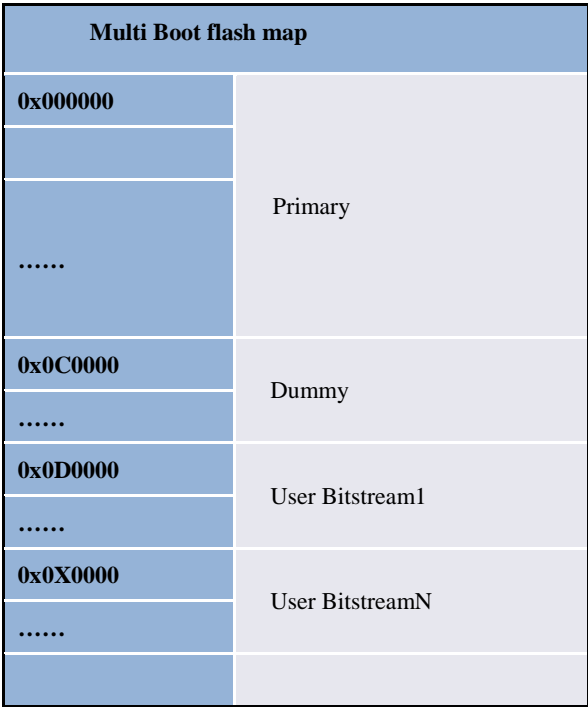 Multi Boot flash map
0x000000
Primary
……
0x0C0000
Dummy
……
0x0D0000
User Bitstream1
……
0x0X0000
User BitstreamN
……